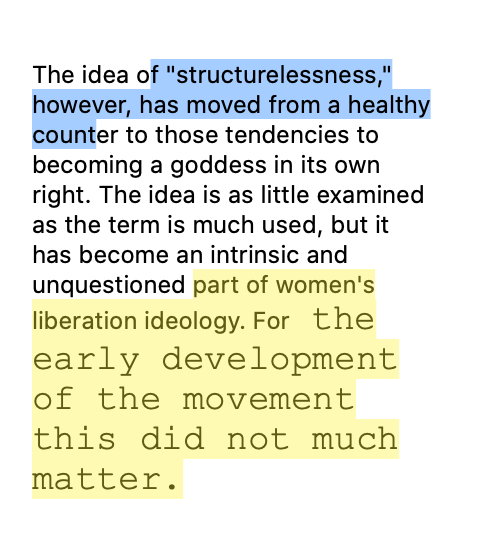 The idea of "structurelessness,"
however, has moved from a healthy
counter to those tendencies to
becoming a goddess in its own
right. The idea is as little examined
as the term is much used, but it
has become an intrinsic and
unquestioned part of women's
liberation ideology. For the
early development
of the movement
this did not much
matter.